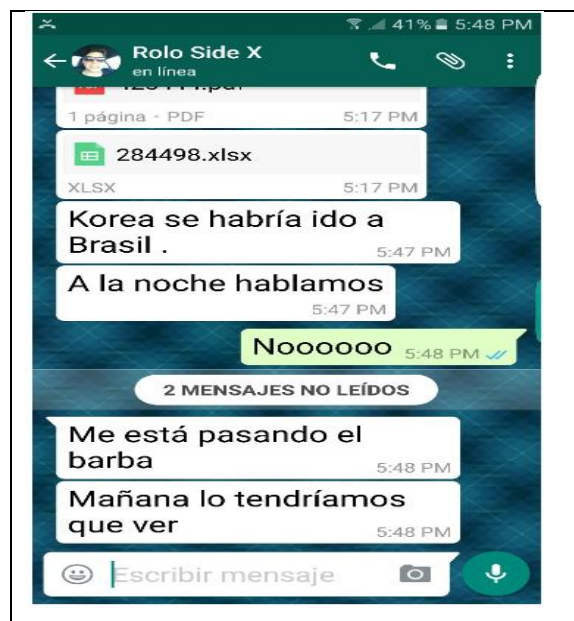 41% 5:48 PM
Rolo Side X
en línea
1 página - PDF 5:17 PM
284498.xlsx
XLSX 5:17 PM
Korea se habría ido a
Brasil .
5:47 PM
A la noche hablamos
5:47 PM
Noooooo 5:48 PM
2 MENSAJES NO LEÍDOS
Me está pasando el
barba
5:48 PM
Mañana lo tendríamos
que ver
5:48 PM
Escribir mensaje